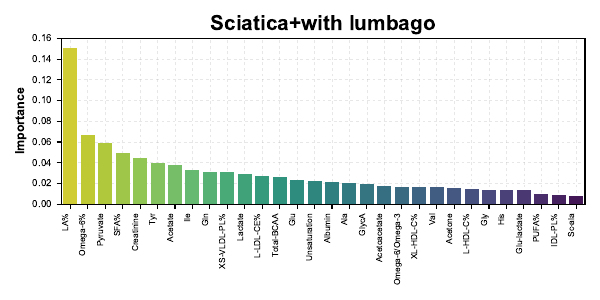 Sciatica+with lumbago
Importance
0.16
0.14
0.12
0.10
0.08
0.06
0.04
0.02
0.00
LA%
Omega-6%
Pyruvate
SFA%
Creatinine
Tyr
Acetate
Ile
Gln
XS-VLDL-PL%
Lactate
L-LDL-CE%
Total-BCAA
Glu
Unsaturation
Albumin
Ala
GlycA
Acetoacetate
Omega-6/Omega-3
XL-HDL-C%
Val
Acetone
L-HDL-C%
Gly
His
Glu-lactate
PUFA%
IDL-PL%